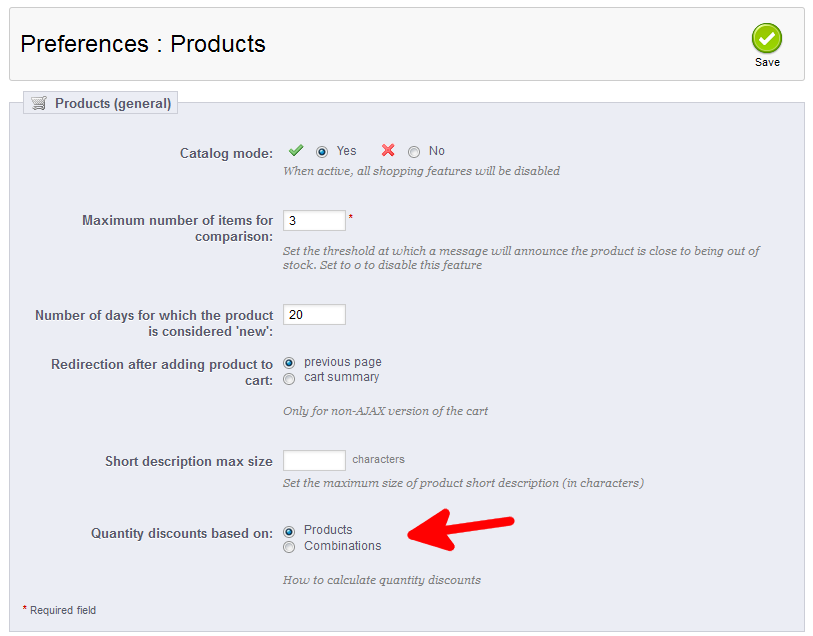 Preferences : Products
Save
Products (general)
Catalog mode:
Yes
No
When active, all shopping features will be disabled
Maximum number of items for
comparison:
3
*
Set the threshold at which a message will announce the product is close to being out of
stock. Set to 0 to disable this feature
Number of days for which the product
is considered 'new':
20
Redirection after adding product to
cart:
previous page
cart summary
Only for non-AJAX version of the cart
Short description max size
characters
Set the maximum size of product short description (in characters)
Quantity discounts based on:
Products
Combinations
How to calculate quantity discounts
* Required field